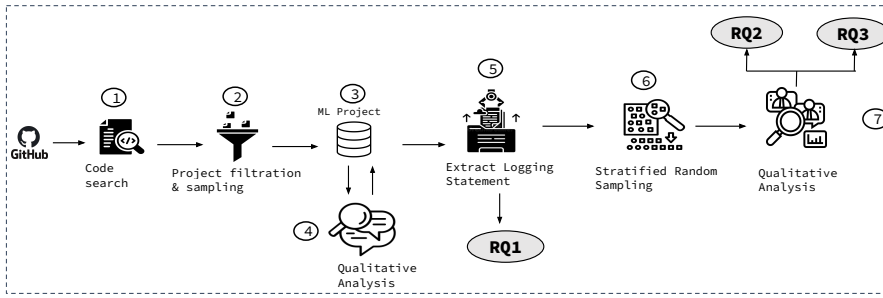 GitHub
1
Code
search
2
Project filtration
& sampling
3
ML Project
4
Qualitative
Analysis
5
Extract Logging
Statement
RQ1
6
Stratified Random
Sampling
RQ2
RQ3
7
Qualitative
Analysis